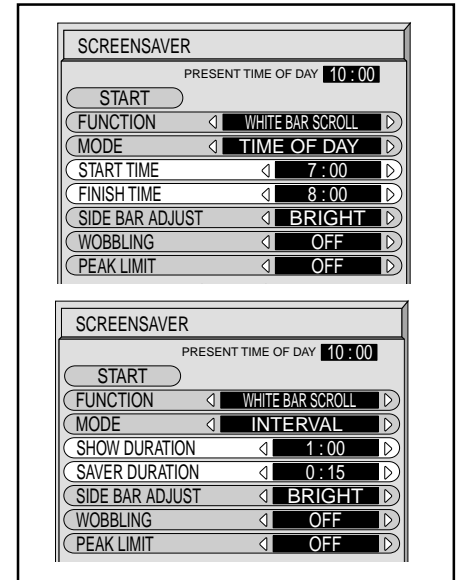 SCREENSAVER
PRESENT TIME OF DAY 10 : 00
START
FUNCTION WHITE BAR SCROLL
MODE TIME OF DAY
START TIME 7 : 00
FINISH TIME 8 : 00
SIDE BAR ADJUST BRIGHT
WOBBLING OFF
PEAK LIMIT OFF
SCREENSAVER
PRESENT TIME OF DAY 10 : 00
START
FUNCTION WHITE BAR SCROLL
MODE INTERVAL
SHOW DURATION 1 : 00
SAVER DURATION 0 : 15
SIDE BAR ADJUST BRIGHT
WOBBLING OFF
PEAK LIMIT OFF